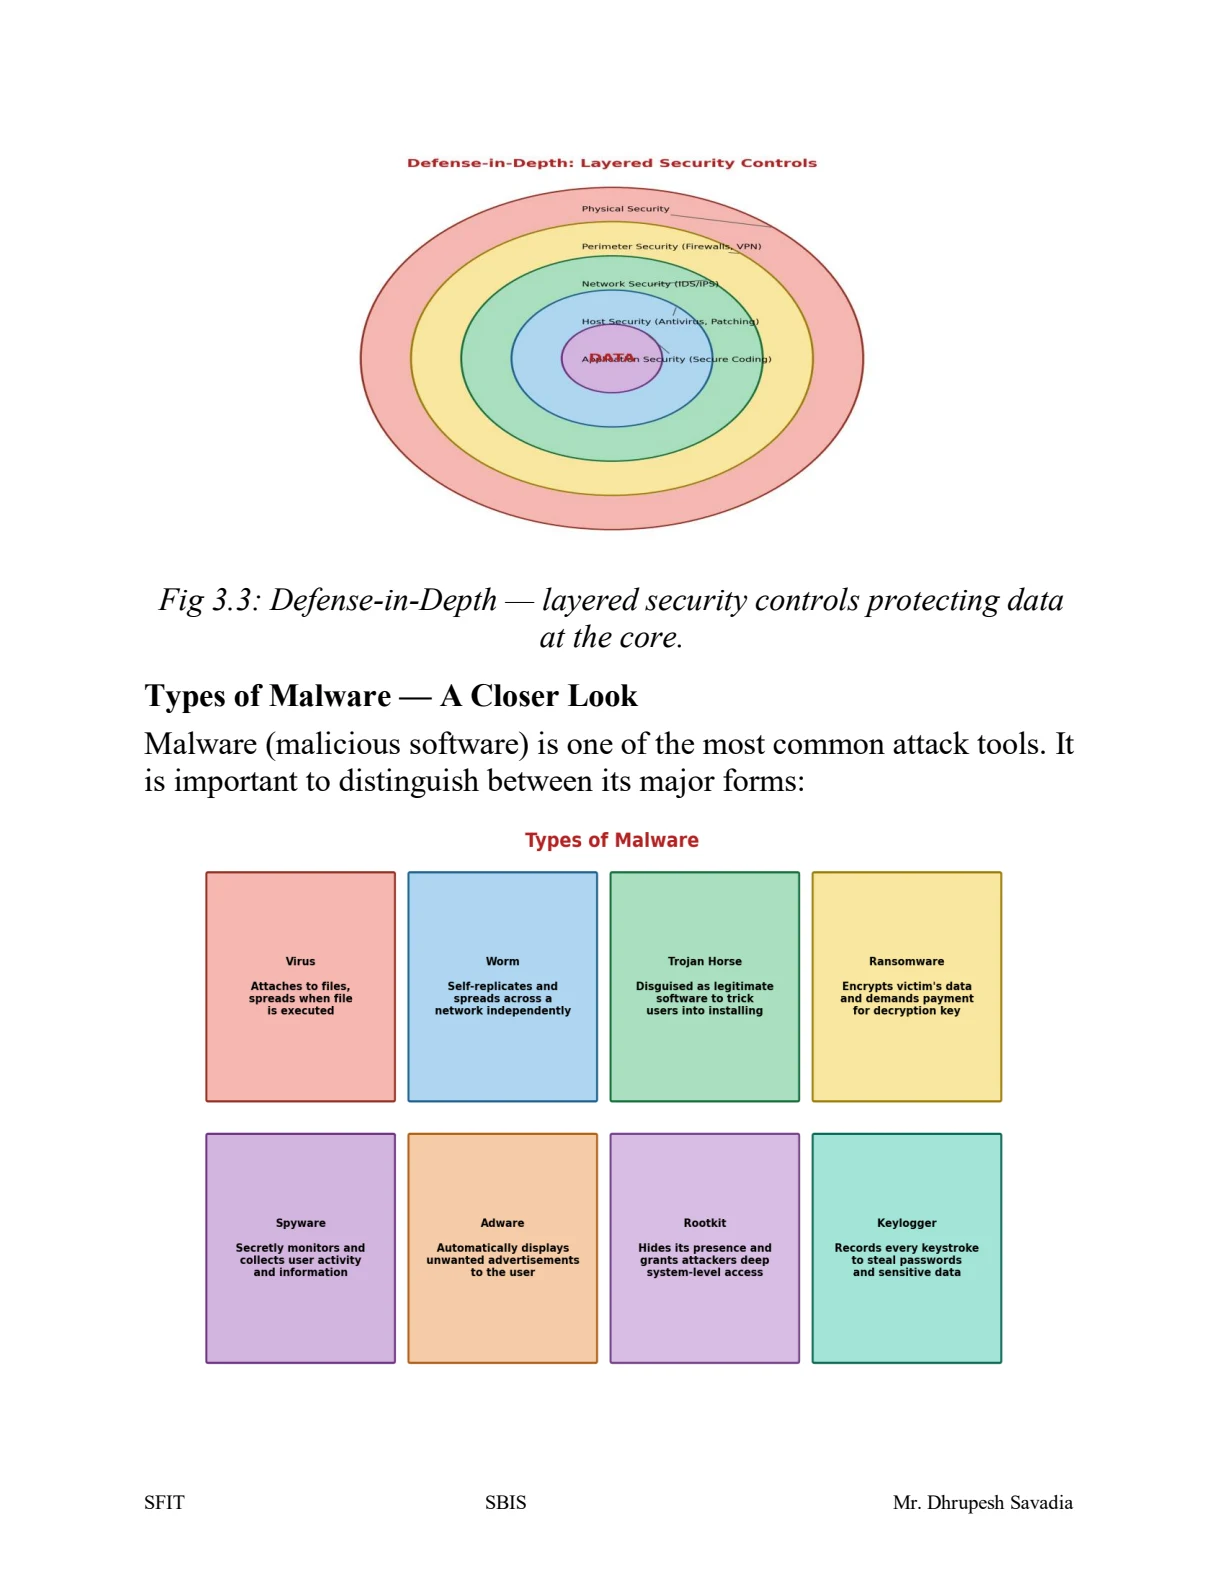 Defense-in-Depth: Layered Security Controls
Physical Security
Perimeter Security (Firewalls, VPN)
Network Security (IDS/IPS)
Host Security (Antivirus, Patching)
DATA
Application Security (Secure Coding)
Fig 3.3: Defense-in-Depth — layered security controls protecting data
at the core.
Types of Malware — A Closer Look
Malware (malicious software) is one of the most common attack tools. It
is important to distinguish between its major forms:
Types of Malware
Virus
Attaches to files,
spreads when file
is executed
Worm
Self-replicates and
spreads across a
network independently
Trojan Horse
Disguised as legitimate
software to trick
users into installing
Ransomware
Encrypts victim's data
and demands payment
for decryption key
Spyware
Secretly monitors and
collects user activity
and information
Adware
Automatically displays
unwanted advertisements
to the user
Rootkit
Hides its presence and
grants attackers deep
system-level access
Keylogger
Records every keystroke
to steal passwords
and sensitive data
SFIT SBIS Mr. Dhrupesh Savadia